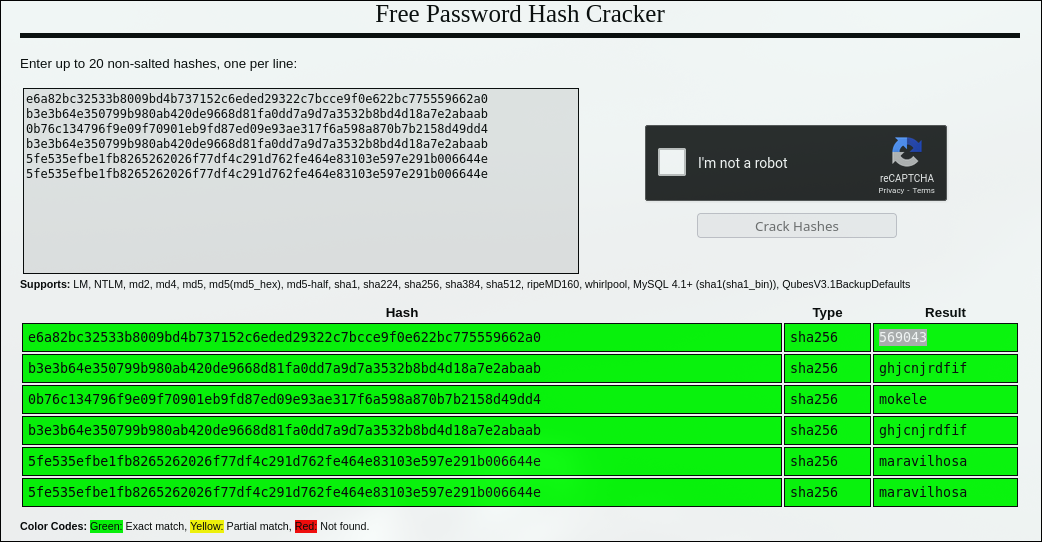 Free Password Hash Cracker
Enter up to 20 non-salted hashes, one per line:
e6a82bc32533b8009bd4b737152c6eded29322c7bcce9f0e622bc775559662a0
b3e3b64e350799b980ab420de9668d81fa0dd7a9d7a3532b8bd4d18a7e2abaab
0b76c134796f9e09f70901eb9fd87ed09e93ae317f6a598a870b7b2158d49dd4
b3e3b64e350799b980ab420de9668d81fa0dd7a9d7a3532b8bd4d18a7e2abaab
5fe535efbe1fb8265262026f77df4c291d762fe464e83103e597e291b006644e
5fe535efbe1fb8265262026f77df4c291d762fe464e83103e597e291b006644e
I'm not a robot
reCAPTCHA
Privacy - Terms
Crack Hashes
Supports: LM, NTLM, md2, md4, md5, md5(md5_hex), md5-half, sha1, sha224, sha256, sha384, sha512, ripeMD160, whirlpool, MySQL 4.1+ (sha1(sha1_bin)), QubesV3.1BackupDefaults
Hash Type Result
e6a82bc32533b8009bd4b737152c6eded29322c7bcce9f0e622bc775559662a0 sha256 569043
b3e3b64e350799b980ab420de9668d81fa0dd7a9d7a3532b8bd4d18a7e2abaab sha256 ghjcnjrdfif
0b76c134796f9e09f70901eb9fd87ed09e93ae317f6a598a870b7b2158d49dd4 sha256 mokele
b3e3b64e350799b980ab420de9668d81fa0dd7a9d7a3532b8bd4d18a7e2abaab sha256 ghjcnjrdfif
5fe535efbe1fb8265262026f77df4c291d762fe464e83103e597e291b006644e sha256 maravilhosa
5fe535efbe1fb8265262026f77df4c291d762fe464e83103e597e291b006644e sha256 maravilhosa
Color Codes: Green: Exact match, Yellow: Partial match, Red: Not found.